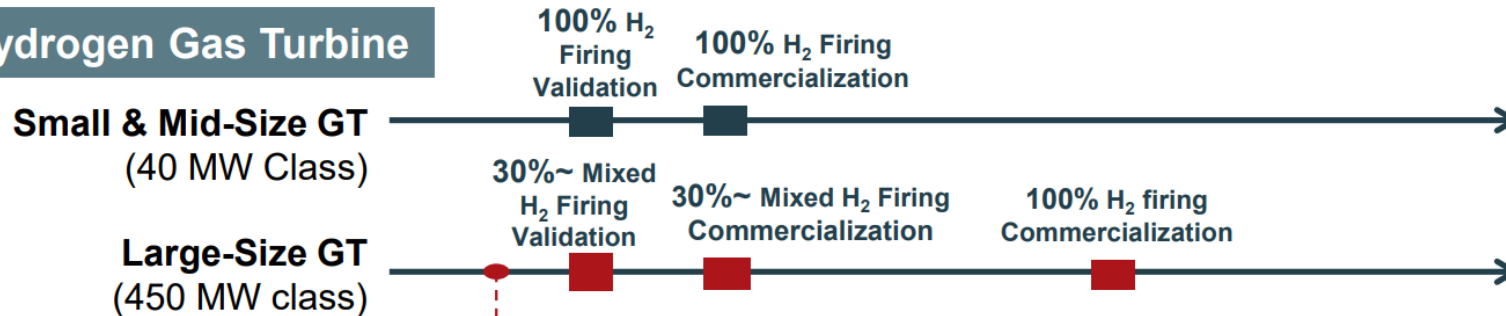 ydrogen Gas Turbine
100% H₂
Firing
Validation
100% H₂ Firing
Commercialization
Small & Mid-Size GT
(40 MW Class)
30%~ Mixed
H₂ Firing
Validation
30%~ Mixed H₂ Firing
Commercialization
100% H₂ firing
Commercialization
Large-Size GT
(450 MW class)